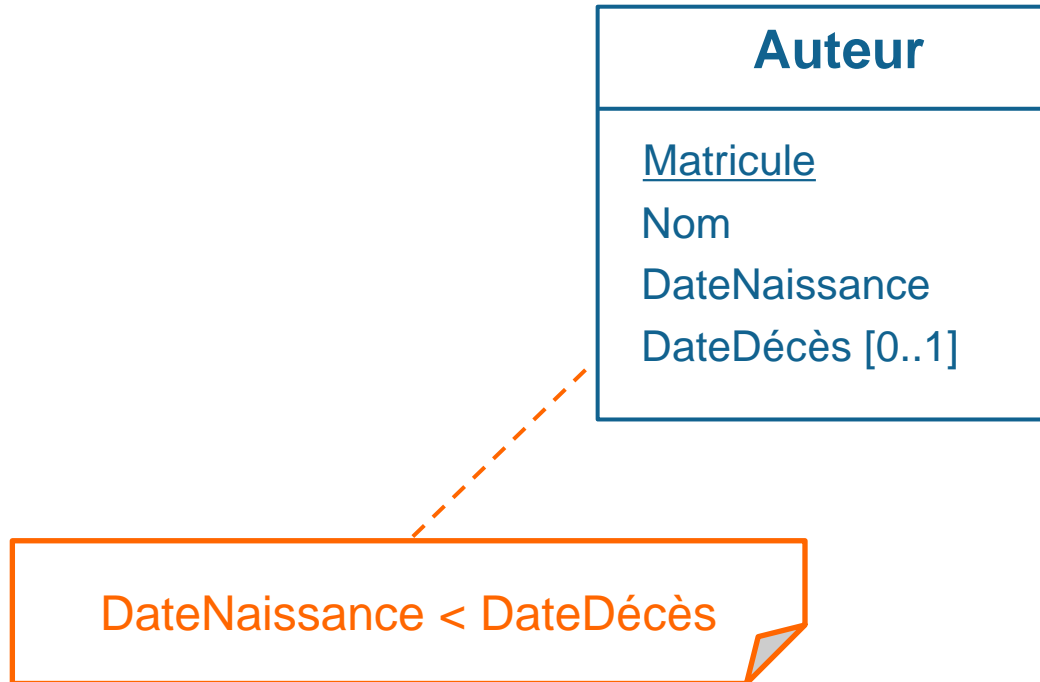 Auteur
Matricule
Nom
DateNaissance
DateDécès [0..1]
DateNaissance < DateDécès